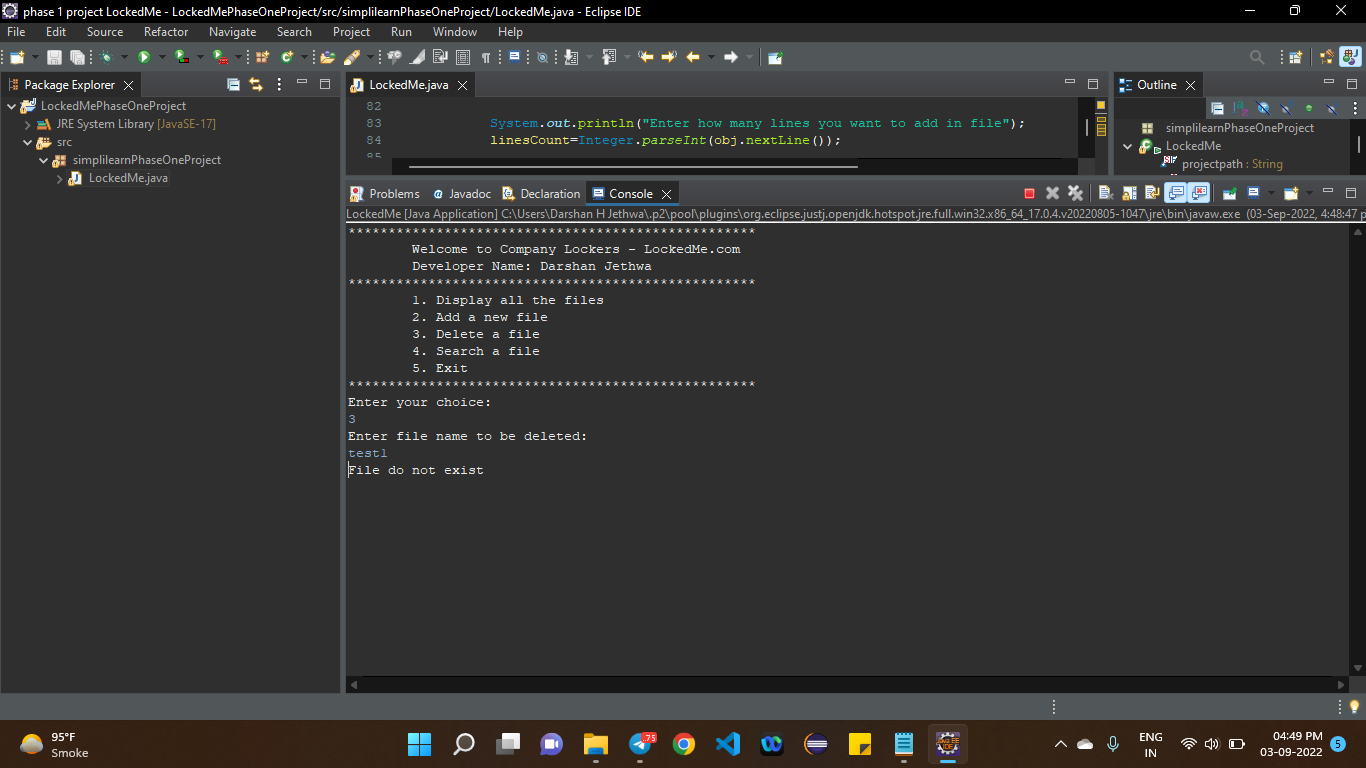 phase 1 project LockedMe - LockedMePhaseOneProject/src/simplilearnPhaseOneProject/LockedMe.java - Eclipse IDE
File Edit Source Refactor Navigate Search Project Run Window Help
Package Explorer
LockedMePhaseOneProject
JRE System Library [JavaSE-17]
src
simplilearnPhaseOneProject
LockedMe.java
LockedMe.java
82
83 System.out.println("Enter how many lines you want to add in file");
84 linesCount=Integer.parseInt(obj.nextLine());
85
Outline
simplilearnPhaseOneProject
LockedMe
projectpath : String
Problems Javadoc Declaration Console
LockedMe [Java Application] C:\Users\Darshan H Jethwa\.p2\pool\plugins\org.eclipse.justj.openjdk.hotspot.jre.full.win32.x86_64_17.0.4.v20220805-1047\jre\bin\javaw.exe (03-Sep-2022, 4:48:47 p
***************************************************
Welcome to Company Lockers - LockedMe.com
Developer Name: Darshan Jethwa
***************************************************
1. Display all the files
2. Add a new file
3. Delete a file
4. Search a file
5. Exit
***************************************************
Enter your choice:
3
Enter file name to be deleted:
test1
File do not exist
95°F
Smoke
.75
ENG
IN
04:49 PM
03-09-2022
5